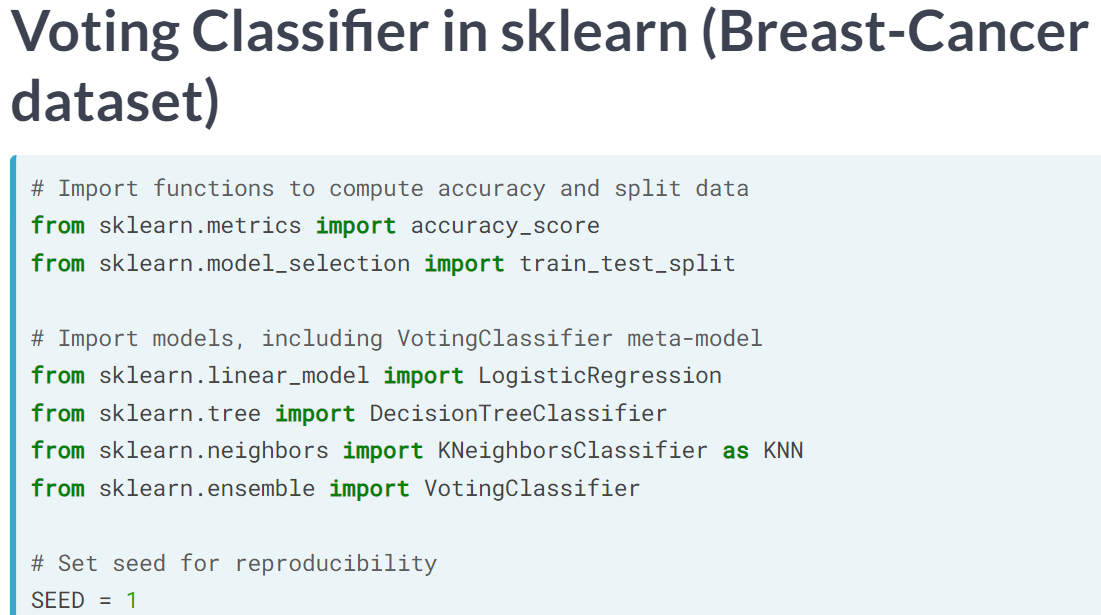 Voting Classifier in sklearn (Breast-Cancer
dataset)
# Import functions to compute accuracy and split data
from sklearn.metrics import accuracy_score
from sklearn.model_selection import train_test_split
# Import models, including VotingClassifier meta-model
from sklearn.linear_model import LogisticRegression
from sklearn.tree import DecisionTreeClassifier
from sklearn.neighbors import KNeighborsClassifier as KNN
from sklearn.ensemble import VotingClassifier
# Set seed for reproducibility
SEED = 1